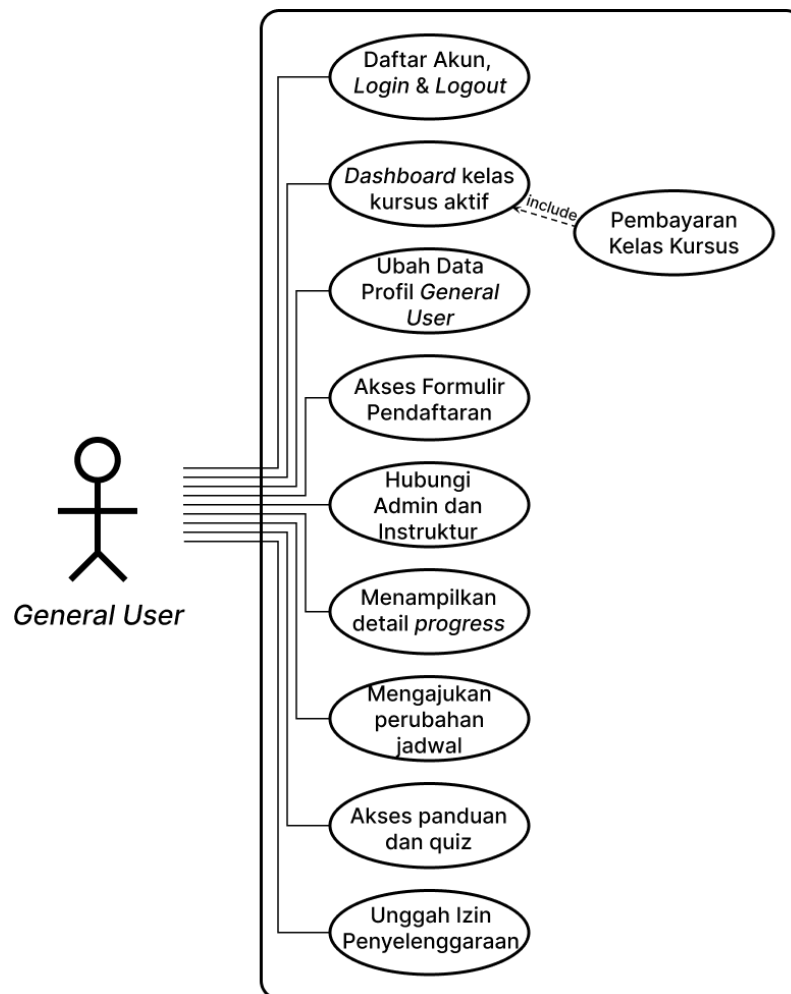 Daftar Akun,
Login & Logout
Dashboard kelas
kursus aktif
include
Pembayaran
Kelas Kursus
Ubah Data
Profil General
User
Akses Formulir
Pendaftaran
Hubungi
Admin dan
Instruktur
General User
Menampilkan
detail progress
Mengajukan
perubahan
jadwal
Akses panduan
dan quiz
Unggah Izin
Penyelenggaraan